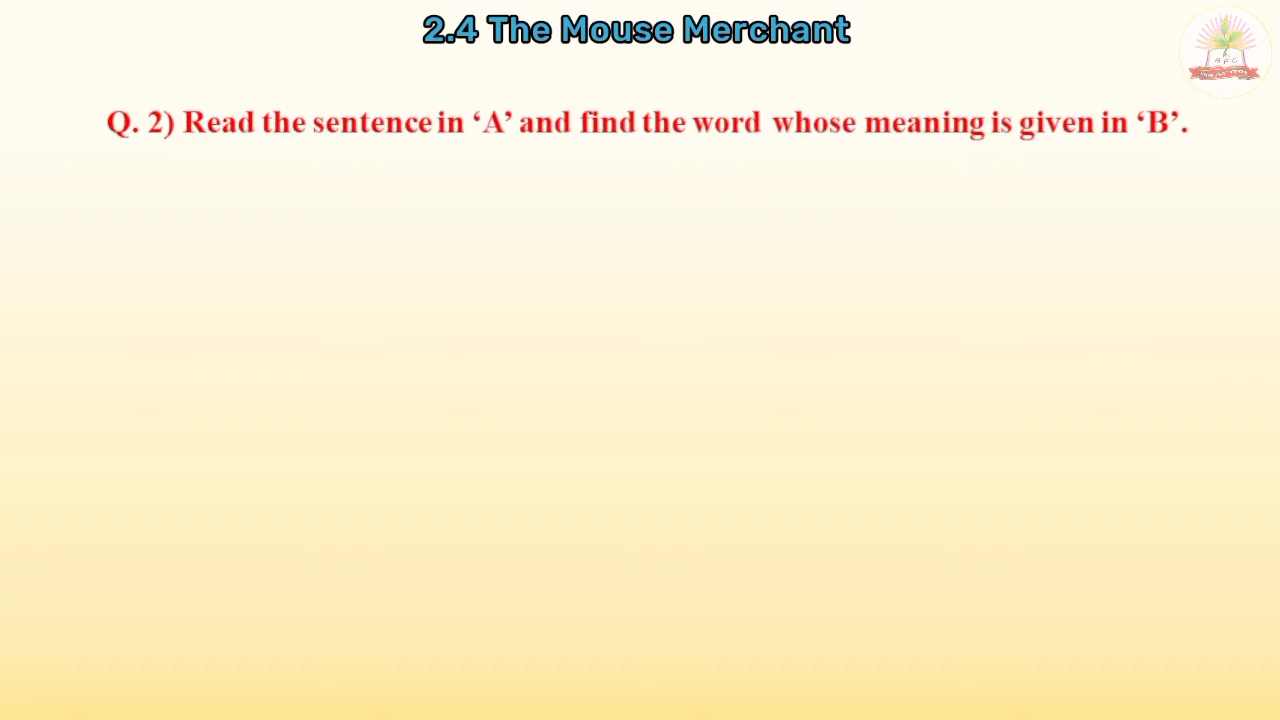 2.4 The Mouse Merchant
Q. 2) Read the sentence in ‘A’ and find the word whose meaning is given in ‘B’.